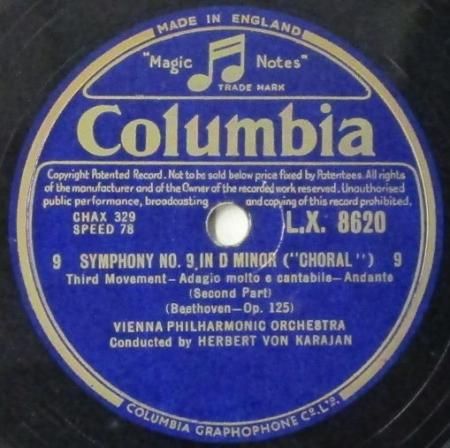 MADE IN ENGLAND
"Magic Notes"
TRADE MARK
Columbia
Copyright Patented Record. Not to be sold below price fixed by Patentees. All rights
of the manufacturer and of the Owner of the recorded work reserved. Unauthorised
public performance, broadcasting and copying of this record prohibited.
CHAX 329
SPEED 78
L.X. 8620
9 SYMPHONY NO. 9, IN D MINOR ("CHORAL") 9
Third Movement—Adagio molto e cantabile—Andante
(Second Part)
(Beethoven—Op. 125)
VIENNA PHILHARMONIC ORCHESTRA
Conducted by HERBERT VON KARAJAN
COLUMBIA GRAPHOPHONE CO. LTD.